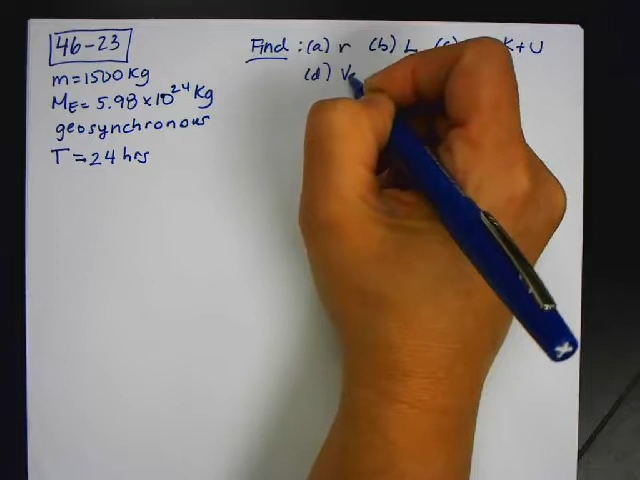 46-23
m=1500 Kg
ME= 5.98×10²⁴ Kg
geosynchronous
T = 24 hrs
Find: (a) r (b) L (c) K+U
(d) V